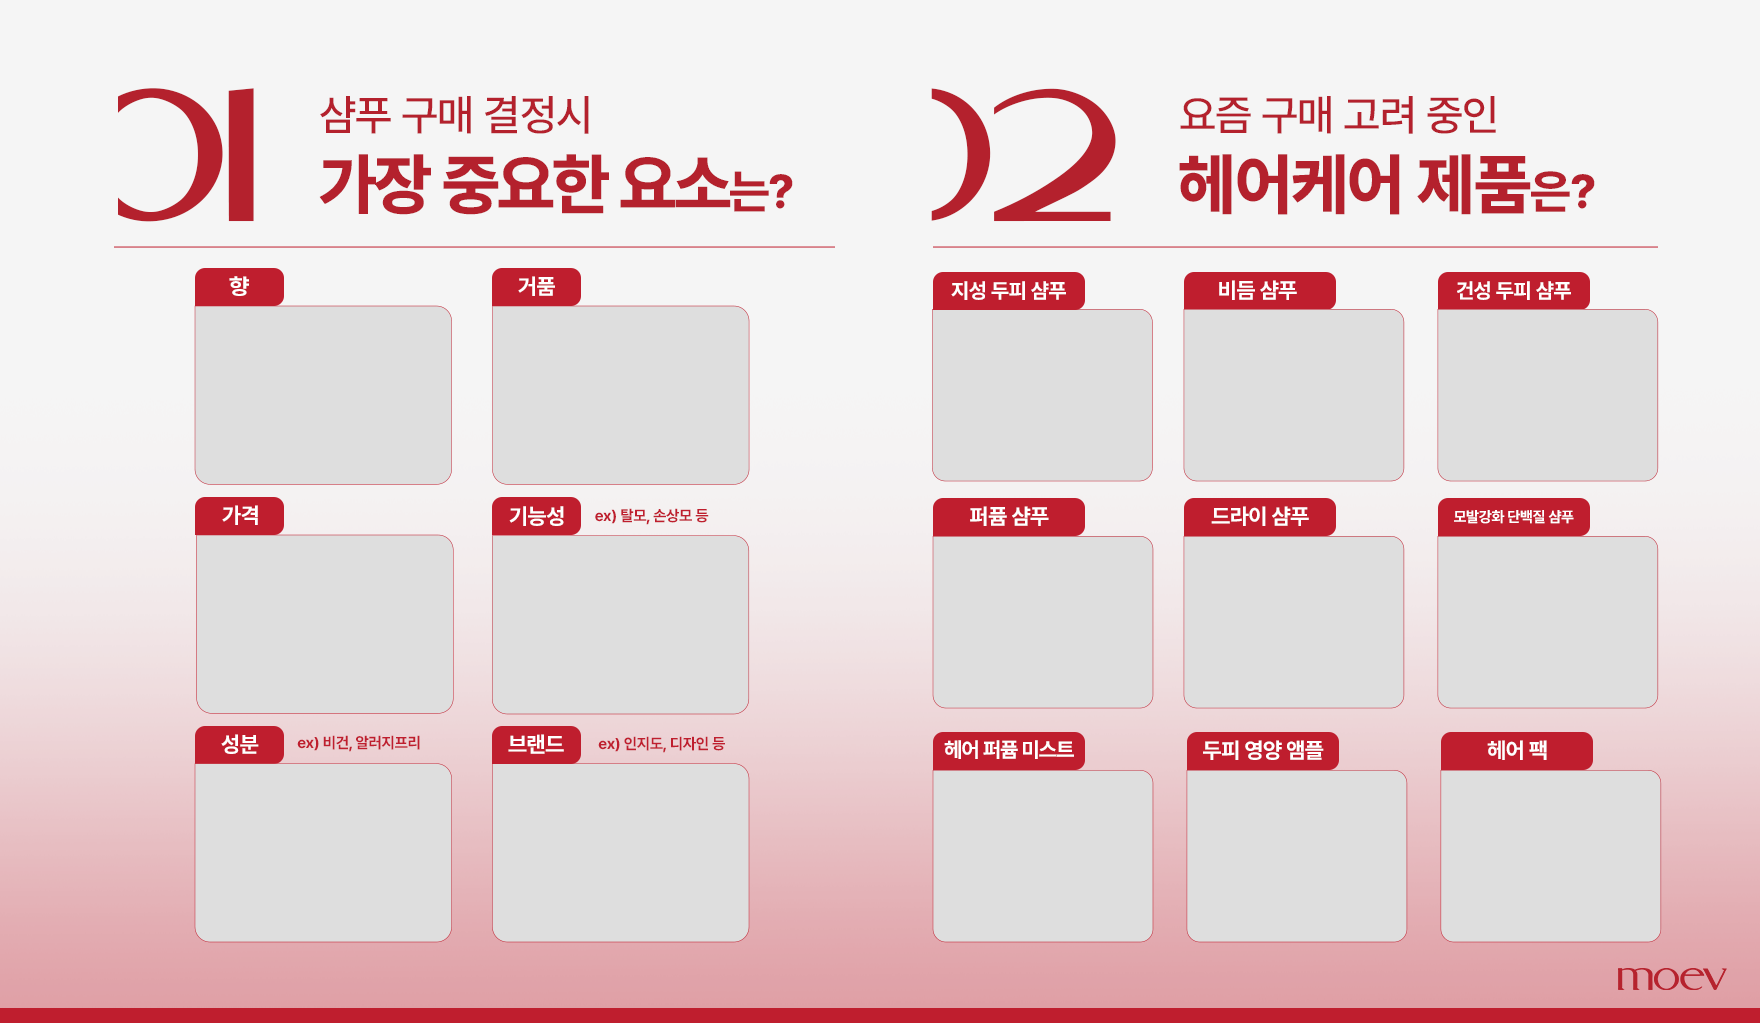 01
샴푸 구매 결정시
가장 중요한 요소는?
향
거품
가격
기능성
ex) 탈모, 손상모 등
성분
ex) 비건, 알러지프리
브랜드
ex) 인지도, 디자인 등
02
요즘 구매 고려 중인
헤어케어 제품은?
지성 두피 샴푸
비듬 샴푸
건성 두피 샴푸
퍼퓸 샴푸
드라이 샴푸
모발강화 단백질 샴푸
헤어 퍼퓸 미스트
두피 영양 앰플
헤어 팩
moev